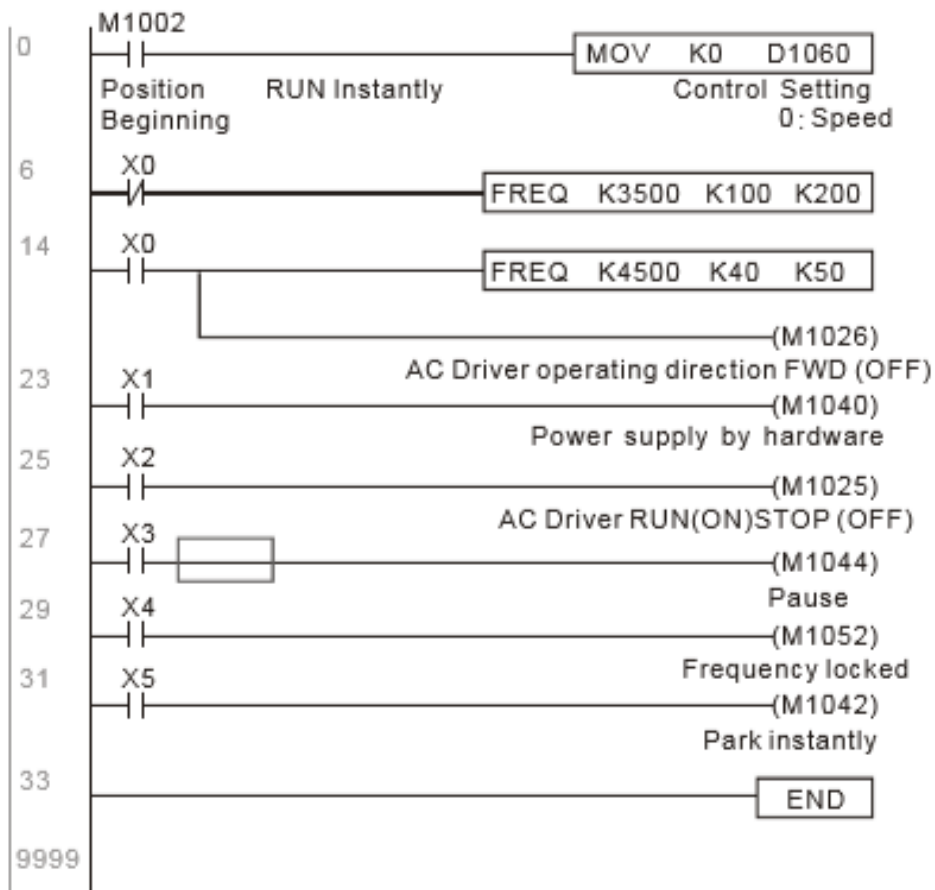 M1002
0
MOV K0 D1060
Position RUN Instantly Control Setting
Beginning 0: Speed
6
X0
FREQ K3500 K100 K200
14
X0
FREQ K4500 K40 K50
(M1026)
AC Driver operating direction FWD (OFF)
23
X1
(M1040)
Power supply by hardware
25
X2
(M1025)
AC Driver RUN(ON)STOP (OFF)
27
X3
(M1044)
Pause
29
X4
(M1052)
Frequency locked
31
X5
(M1042)
Park instantly
33
END
9999